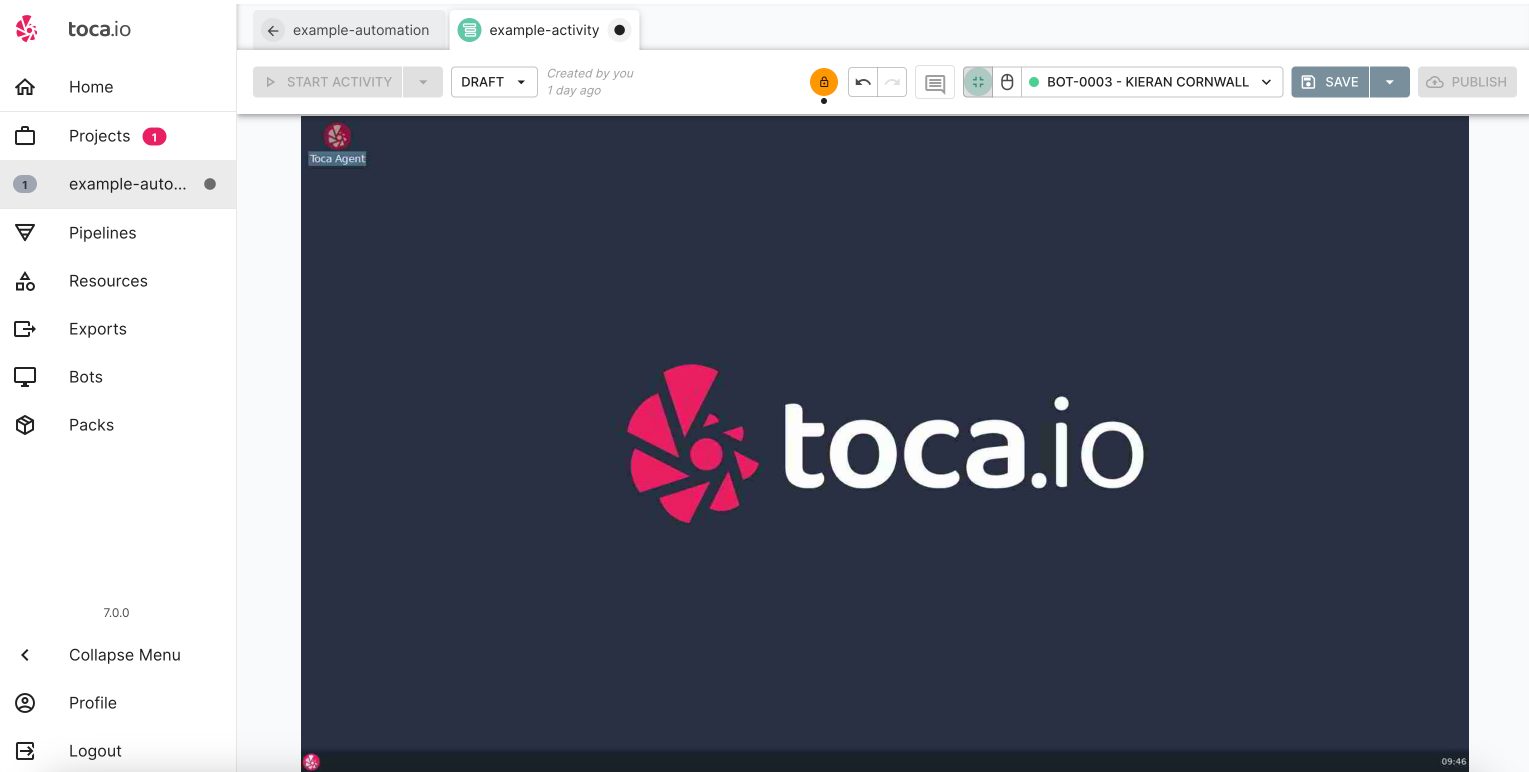 toca.io
example-automation
example-activity
START ACTIVITY
DRAFT
Created by you
1 day ago
BOT-0003 - KIERAN CORNWALL
SAVE
PUBLISH
Home
Projects 1
1 example-auto...
Pipelines
Resources
Exports
Bots
Packs
7.0.0
Collapse Menu
Profile
Logout
Toca Agent
toca.io
09:46